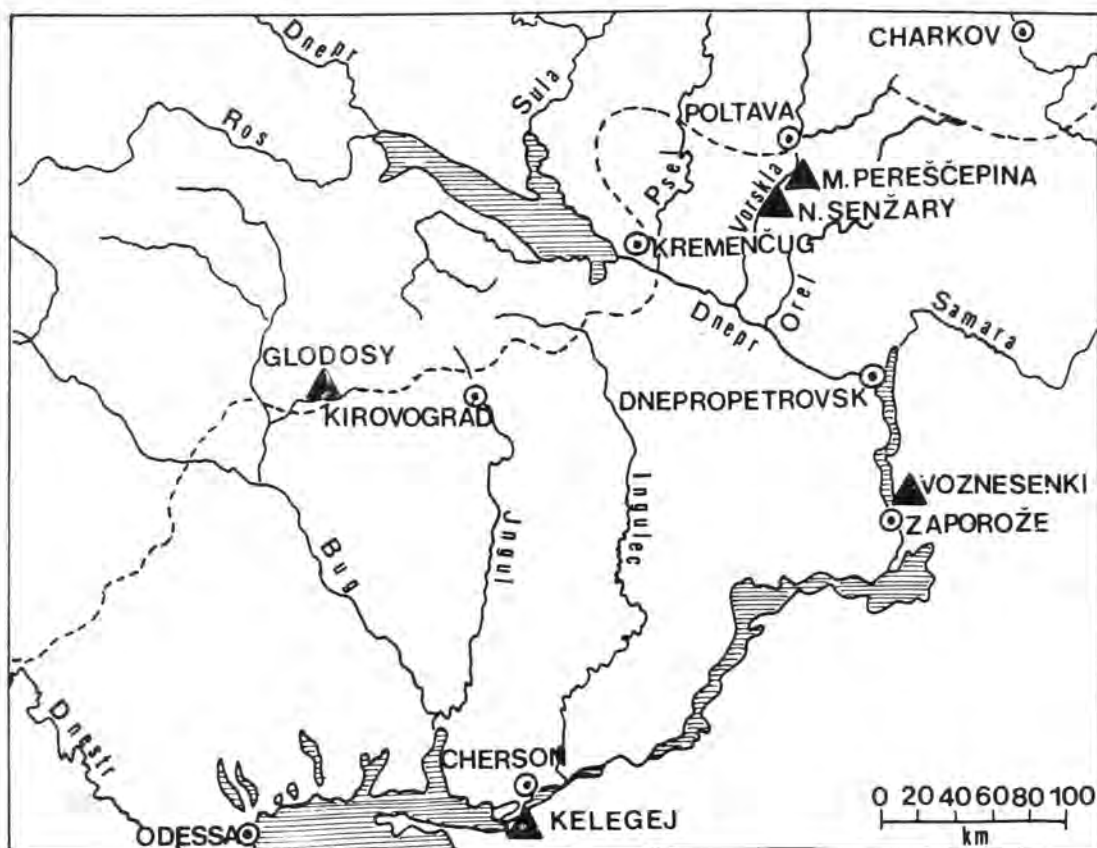 Dnepr
Sula
CHARKOV
Ros
POLTAVA
Psel
Vorskla
M. PEREŠČEPINA
N. SENŽARY
KREMENČUG
Orel
Dnepr
Samara
GLODOSY
KIROVOGRAD
DNEPROPETROVSK
VOZNESENKI
ZAPOROŽE
Ingulec
Jngul
Bug
Dnestr
CHERSON
KELEGEJ
ODESSA
0 20 40 60 80 100
km